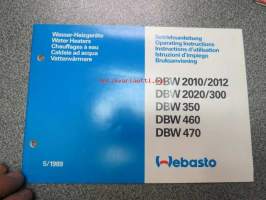 Wasser-Heizgeräte
Water Heaters
Chauffages à eau
Caldaie ad acqua
Vattenvärmare
5/1989
Betriebsanleitung
Operating Instructions
Instructions d'utilisation
Istruzioni d'impiego
Bruksanvisning
DBW 2010/2012
DBW 2020/300
DBW 350
DBW 460
DBW 470
Webasto